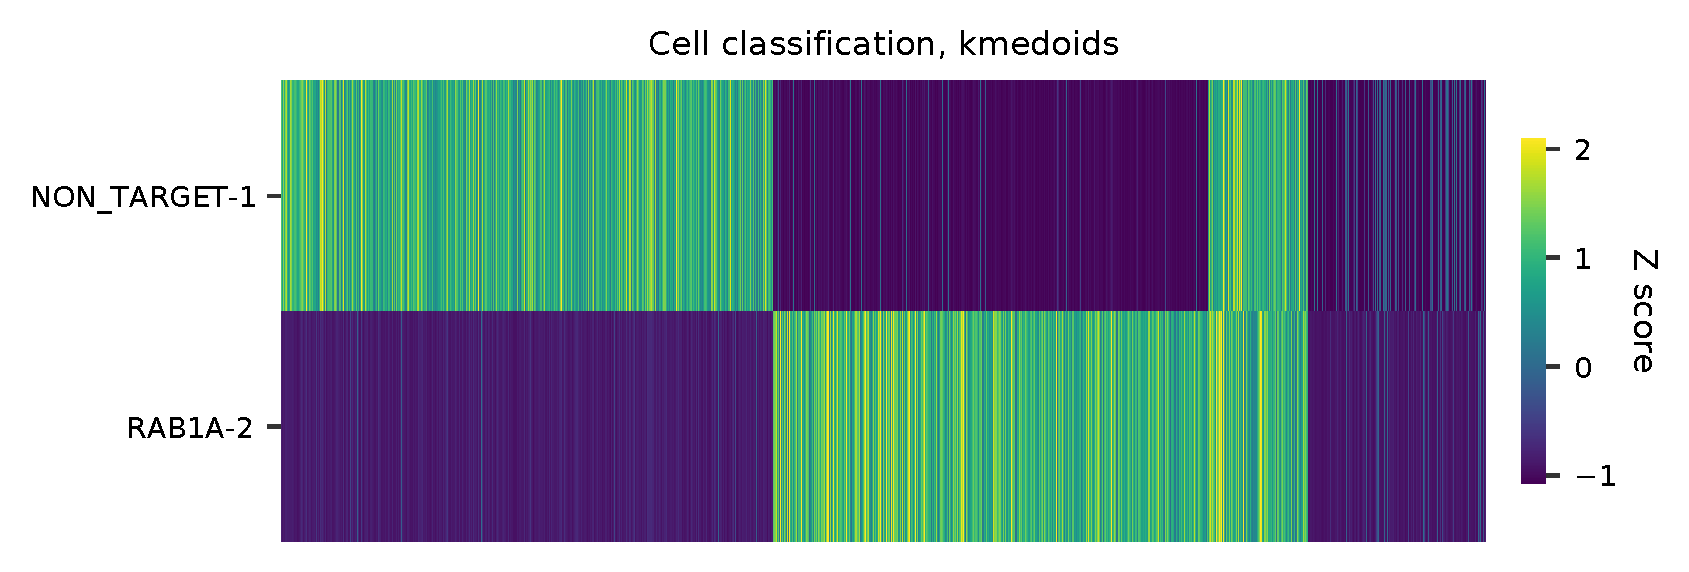 Cell classification, kmedoids
NON_TARGET-1
RAB1A-2
2
1
0
−1
Z score